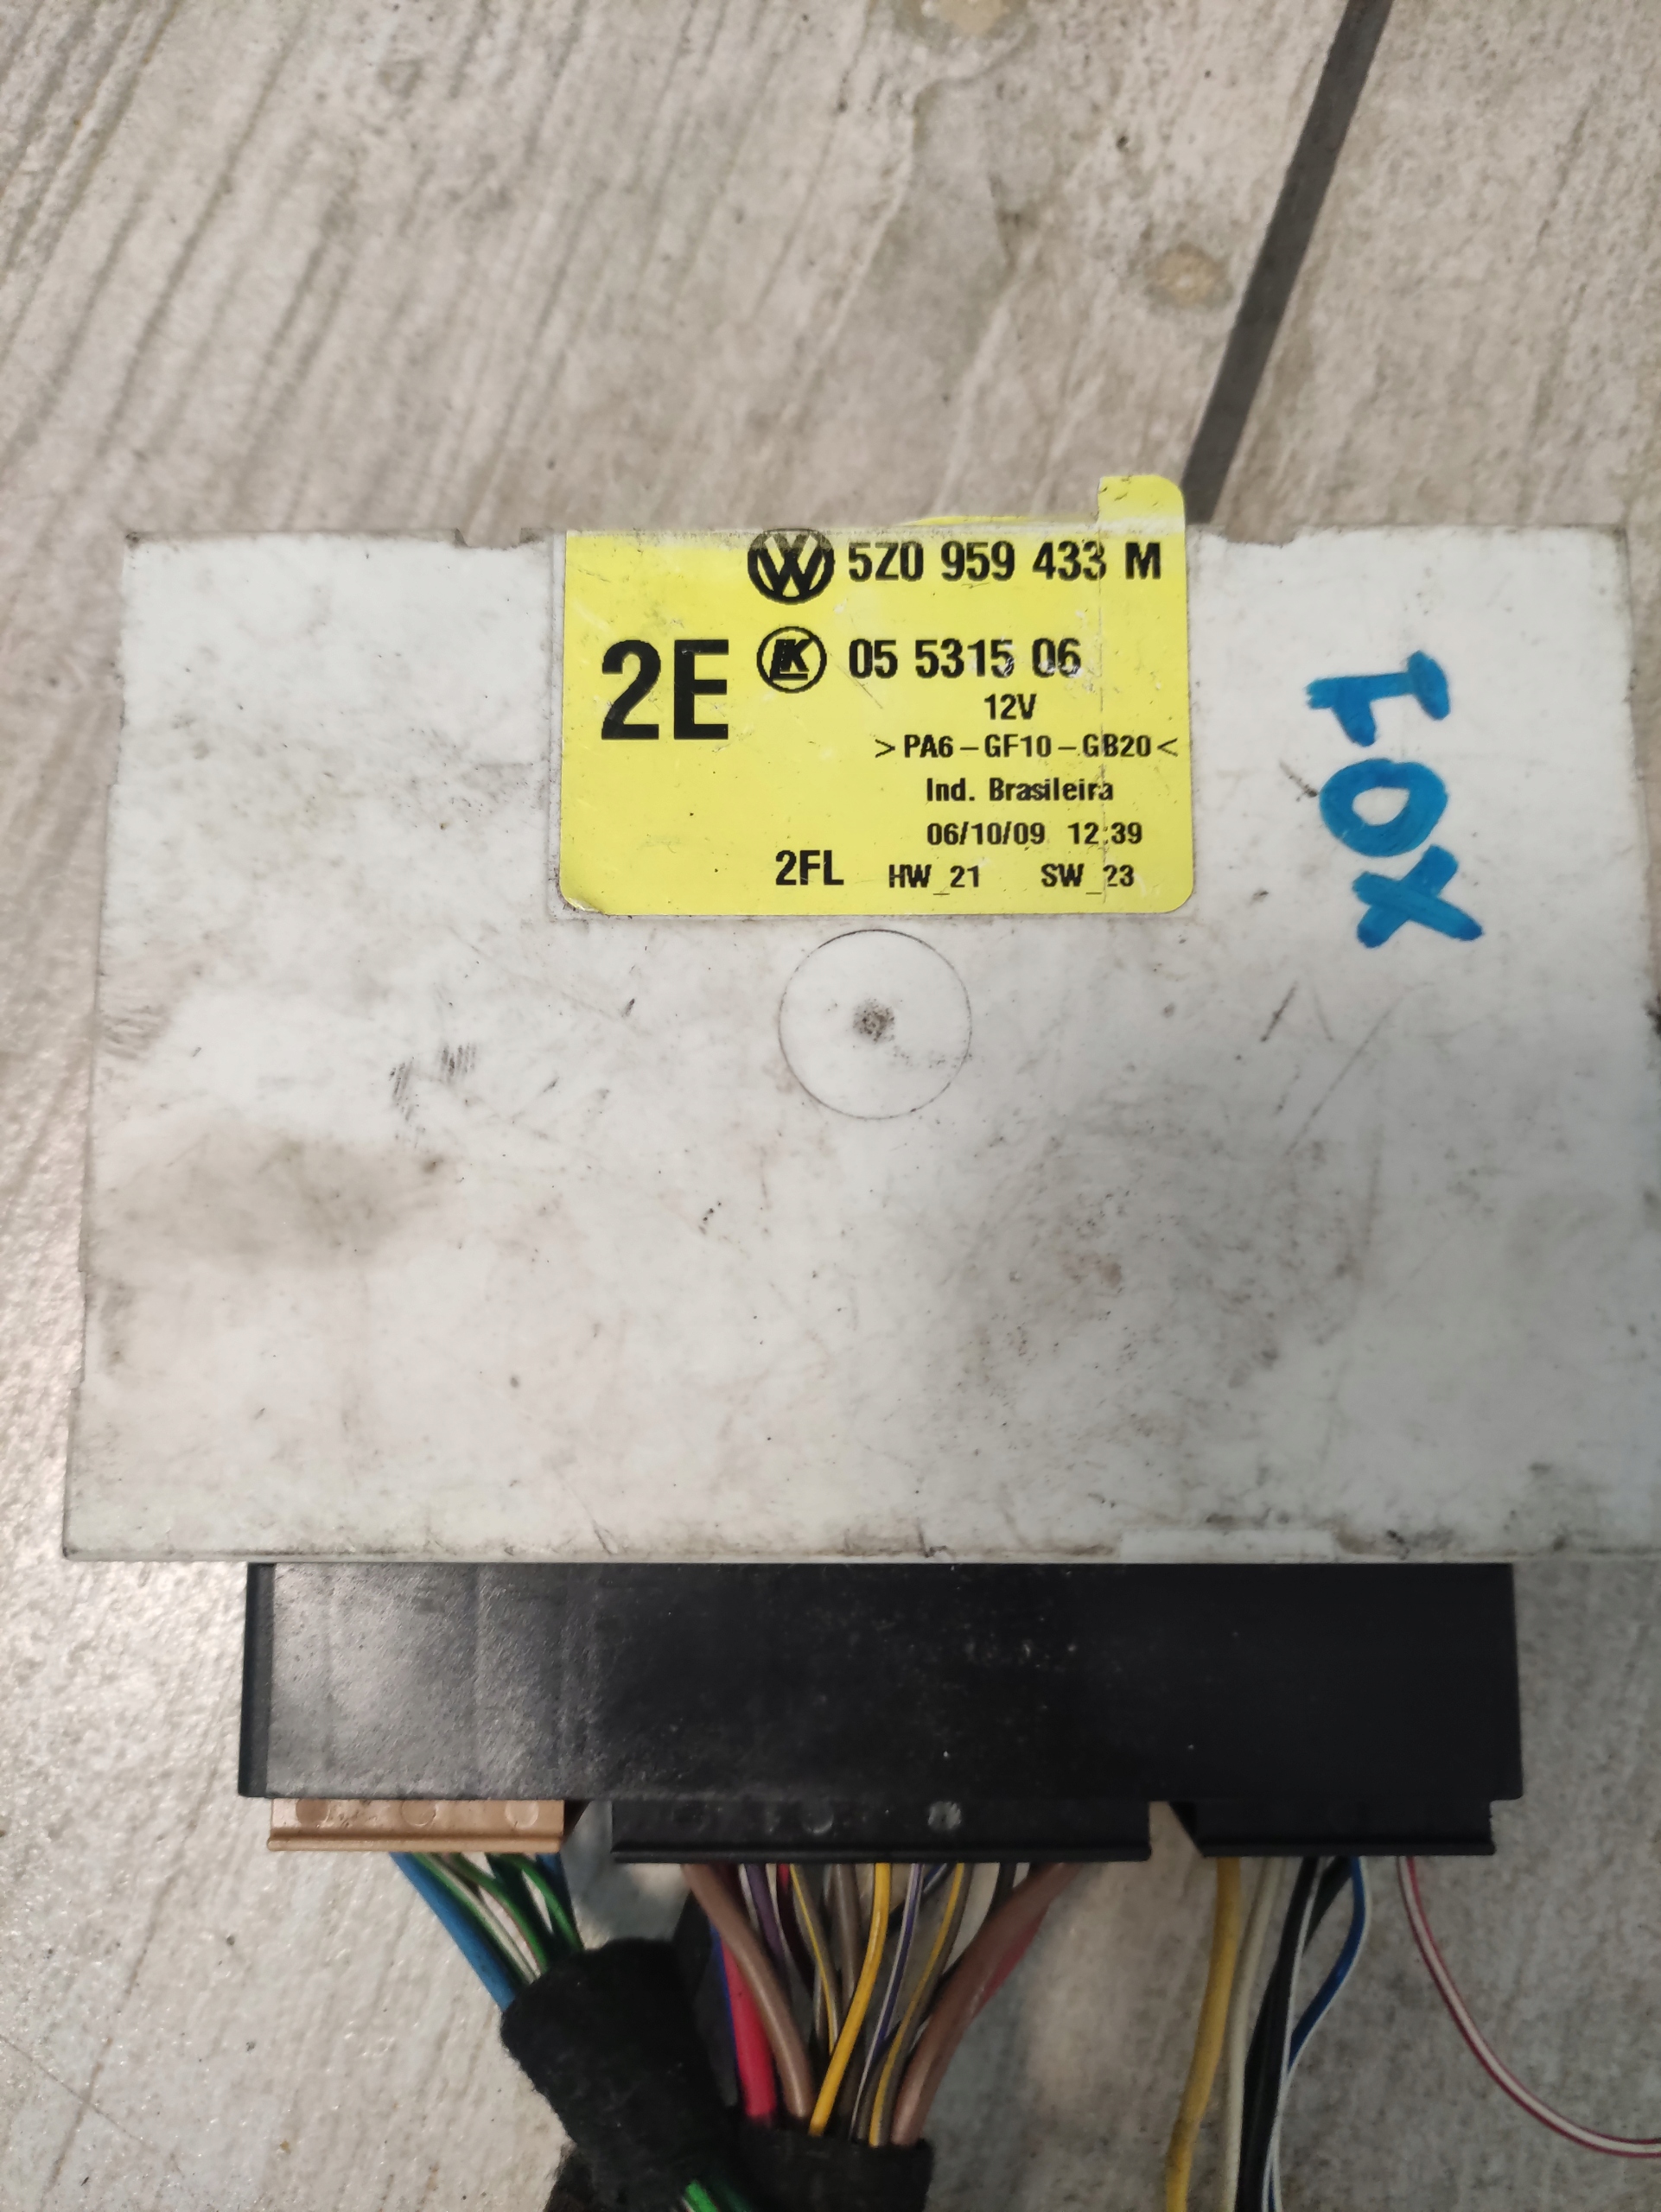 5Z0 959 433 M
2E 05 5315 06
12V
>PA6-GF10-GB20<
Ind. Brasileira
06/10/09 12:39
2FL HW_21 SW_23
FOX